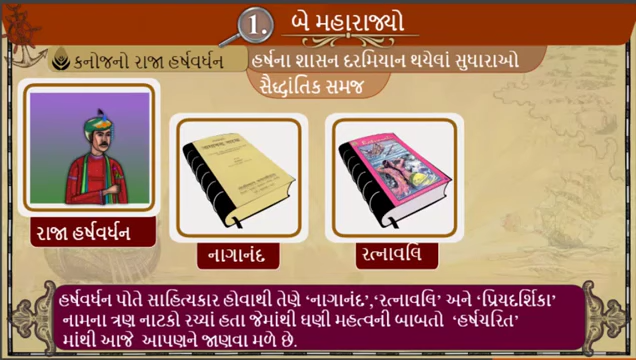 1. બે મહારાજ્યો
કનોજનો રાજા હર્ષવર્ધન
હર્ષના શાસન દરમિયાન થયેલાં સુધારાઓ
સૈદ્ધાંતિક સમજ
રાજા હર્ષવર્ધન
નાગાનંદ
રત્નાવલિ
હર્ષવર્ધન પોતે સાહિત્યકાર હોવાથી તેણે ‘નાગાનંદ’,‘રત્નાવલિ’ અને ‘પ્રિયદર્શિકા’
નામના ત્રણ નાટકો રચ્યાં હતા જેમાંથી ઘણી મહત્વની બાબતો ‘હર્ષચરિત’
માંથી આજે આપણને જાણવા મળે છે.